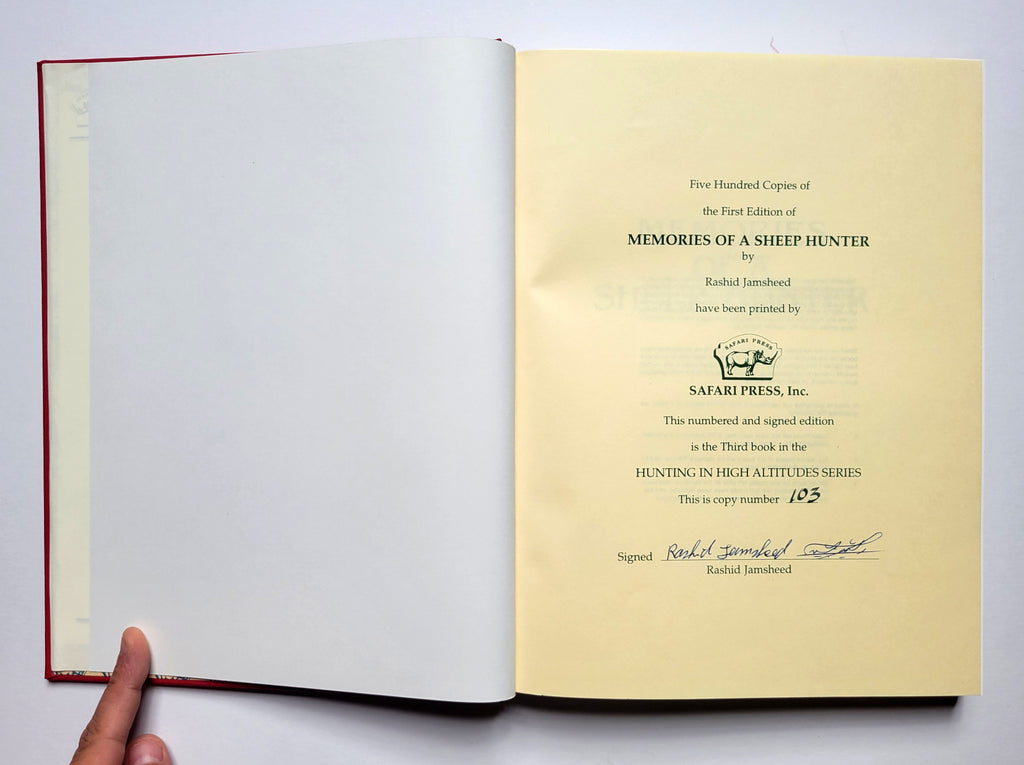 Five Hundred Copies of
the First Edition of
MEMORIES OF A SHEEP HUNTER
by
Rashid Jamsheed
have been printed by
SAFARI PRESS
SAFARI PRESS, Inc.
This numbered and signed edition
is the Third book in the
HUNTING IN HIGH ALTITUDES SERIES
This is copy number 103
Signed Rashid Jamsheed
Rashid Jamsheed